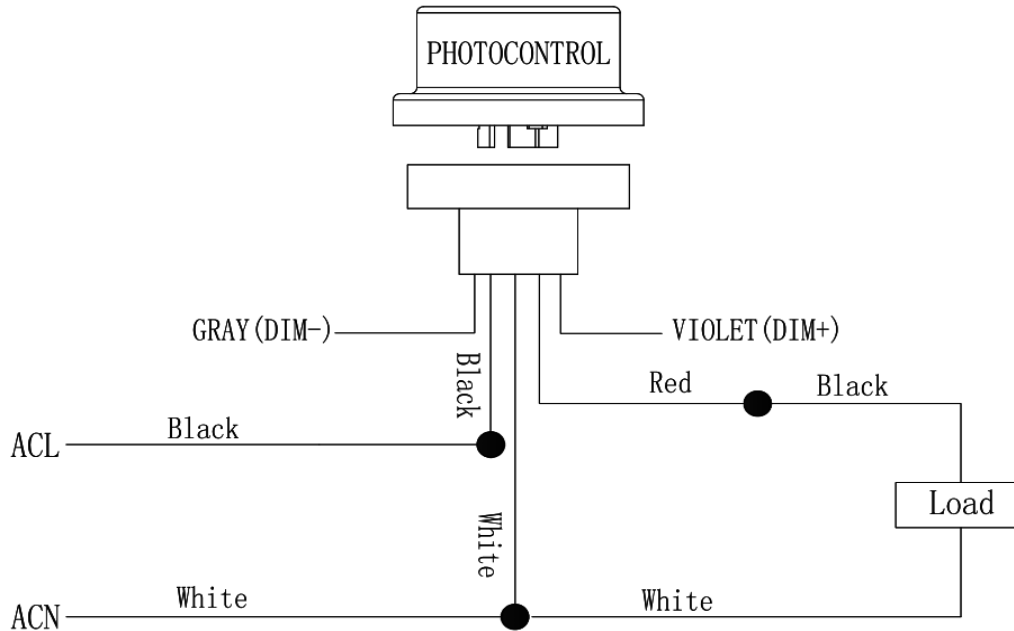 PHOTOCONTROL
GRAY(DIM-)
VIOLET(DIM+)
Black
Red
Black
ACL
Black
Load
White
ACN
White
White